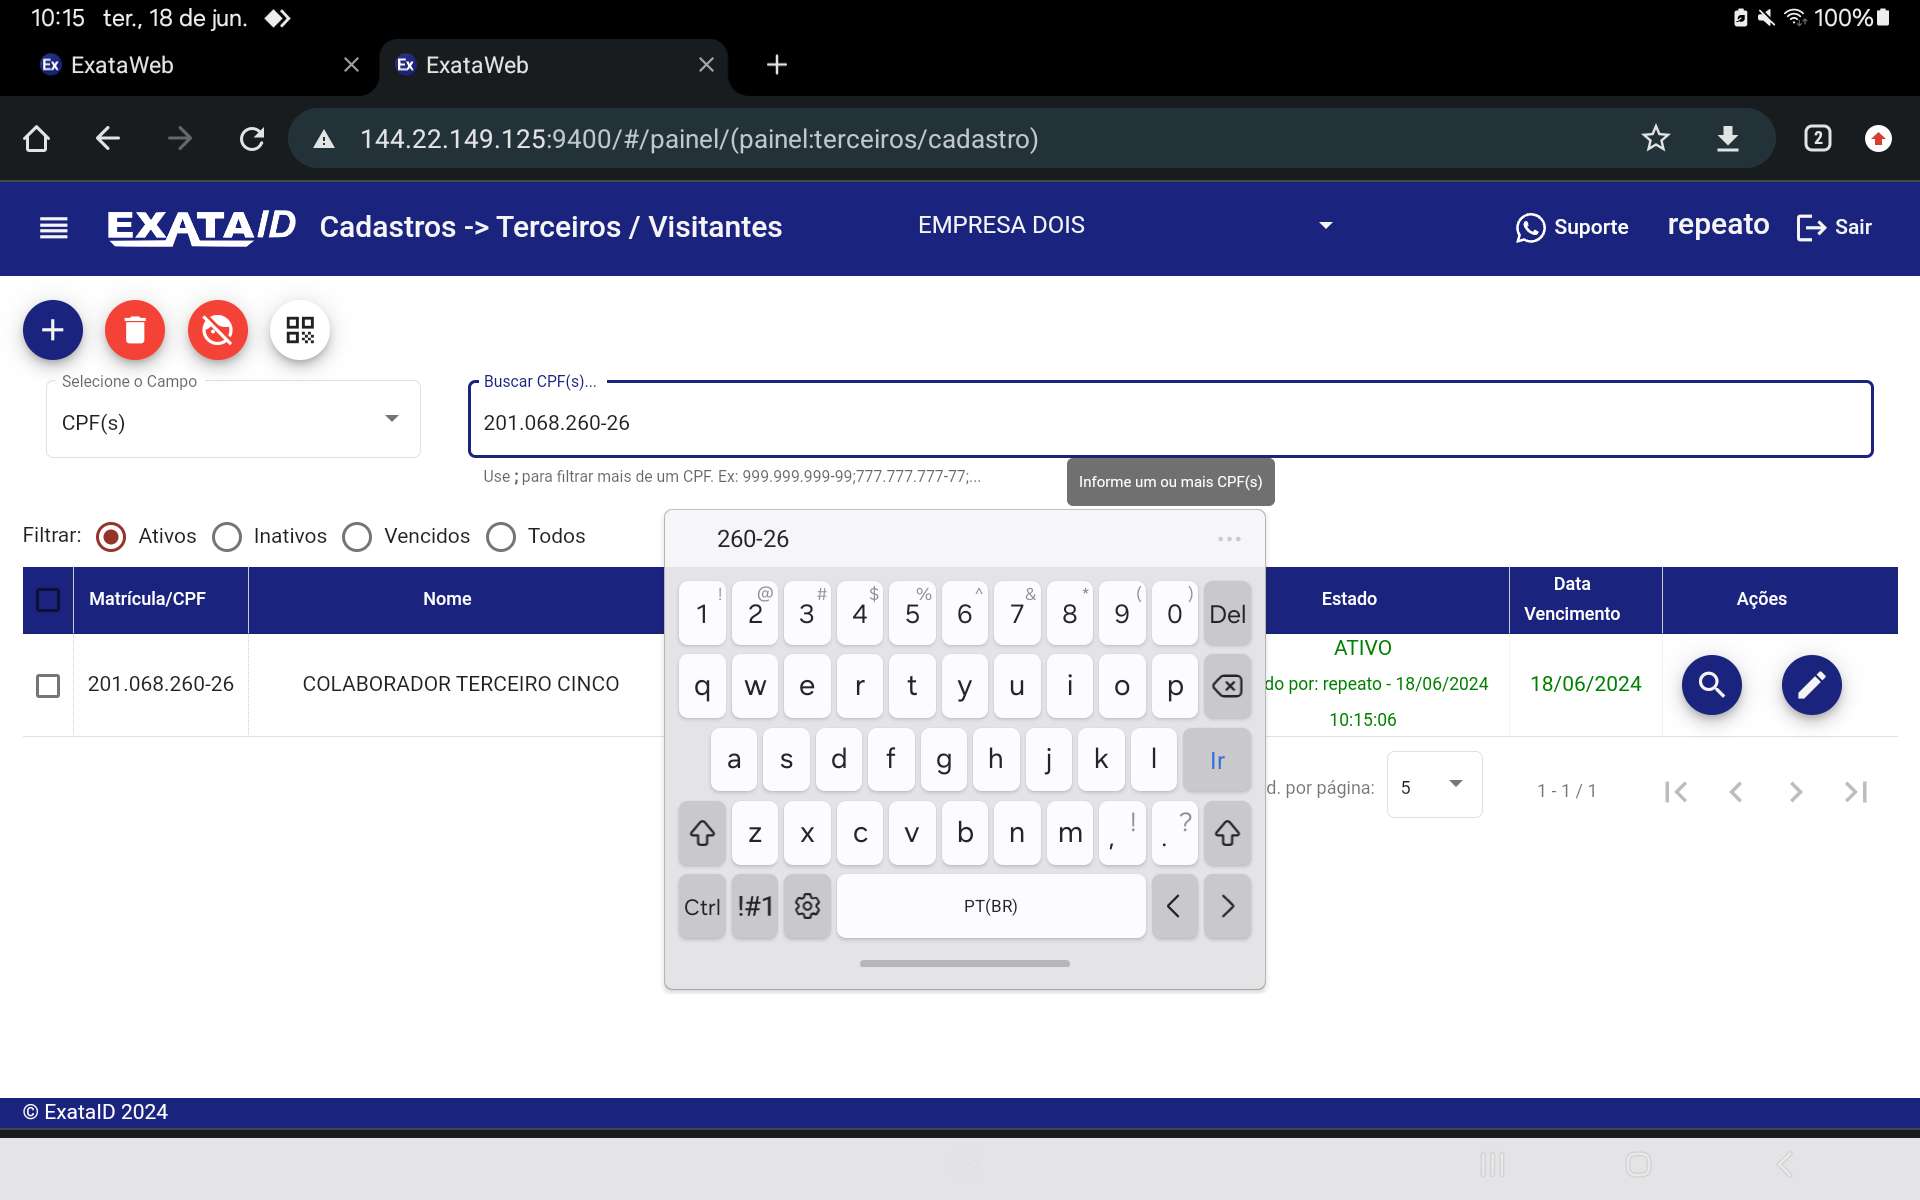 10:15 ter., 18 de jun. 100%
Ex ExataWeb Ex ExataWeb
144.22.149.125:9400/#/painel/(painel:terceiros/cadastro) 2
EXATAID Cadastros -> Terceiros / Visitantes EMPRESA DOIS Suporte repeato Sair
Selecione o Campo Buscar CPF(s)...
CPF(s) 201.068.260-26
Use ; para filtrar mais de um CPF. Ex: 999.999.999-99;777.777.777-77;...
Informe um ou mais CPF(s)
Filtrar: Ativos Inativos Vencidos Todos
260-26 ...
Matrícula/CPF Nome Estado Data Vencimento Ações
201.068.260-26 COLABORADOR TERCEIRO CINCO
ATIVO
do por: repeato - 18/06/2024
10:15:06
18/06/2024
! @ # $ % ^ & * ( )
1 2 3 4 5 6 7 8 9 0 Del
q w e r t y u i o p
a s d f g h j k l Ir
z x c v b n m , ! . ?
Ctrl !#1 PT(BR) < >
d. por página: 5 1 - 1 / 1
© ExataID 2024